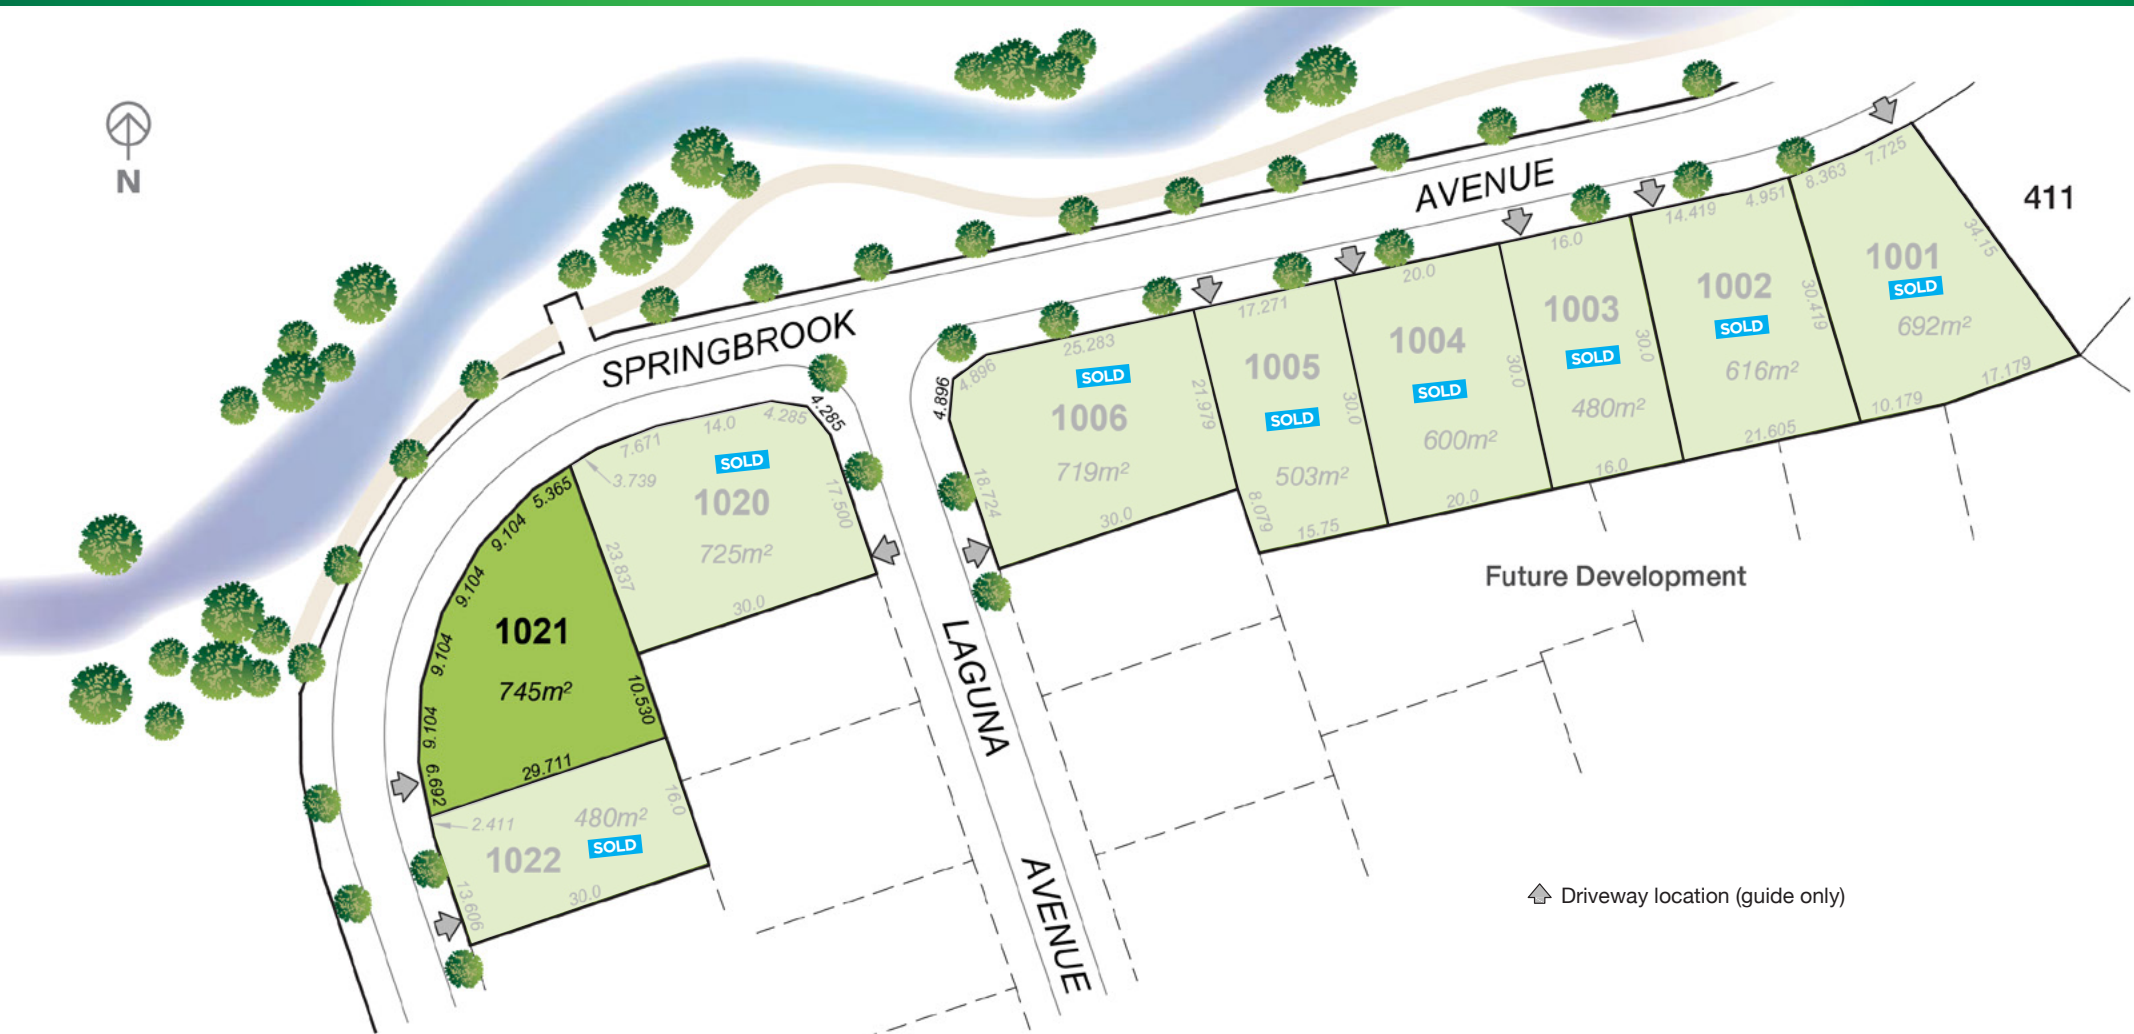 N
SPRINGBROOK
AVENUE
411
7.725
8.363
34.15
1001
SOLD
692m²
17.179
10.179
4.951
14.419
1002
SOLD
616m²
30.419
21.605
16.0
1003
SOLD
480m²
30.0
16.0
20.0
1004
SOLD
600m²
30.0
20.0
17.271
1005
SOLD
503m²
30.0
8.079
15.75
25.283
4.896
4.896
SOLD
1006
719m²
21.979
18.724
30.0
4.285
4.285
14.0
7.671
3.739
SOLD
1020
725m²
17.500
23.837
30.0
5.365
9.104
9.104
9.104
9.104
6.692
1021
745m²
10.530
29.711
2.411
480m²
SOLD
1022
16.0
13.606
30.0
LAGUNA
AVENUE
Future Development
Driveway location (guide only)